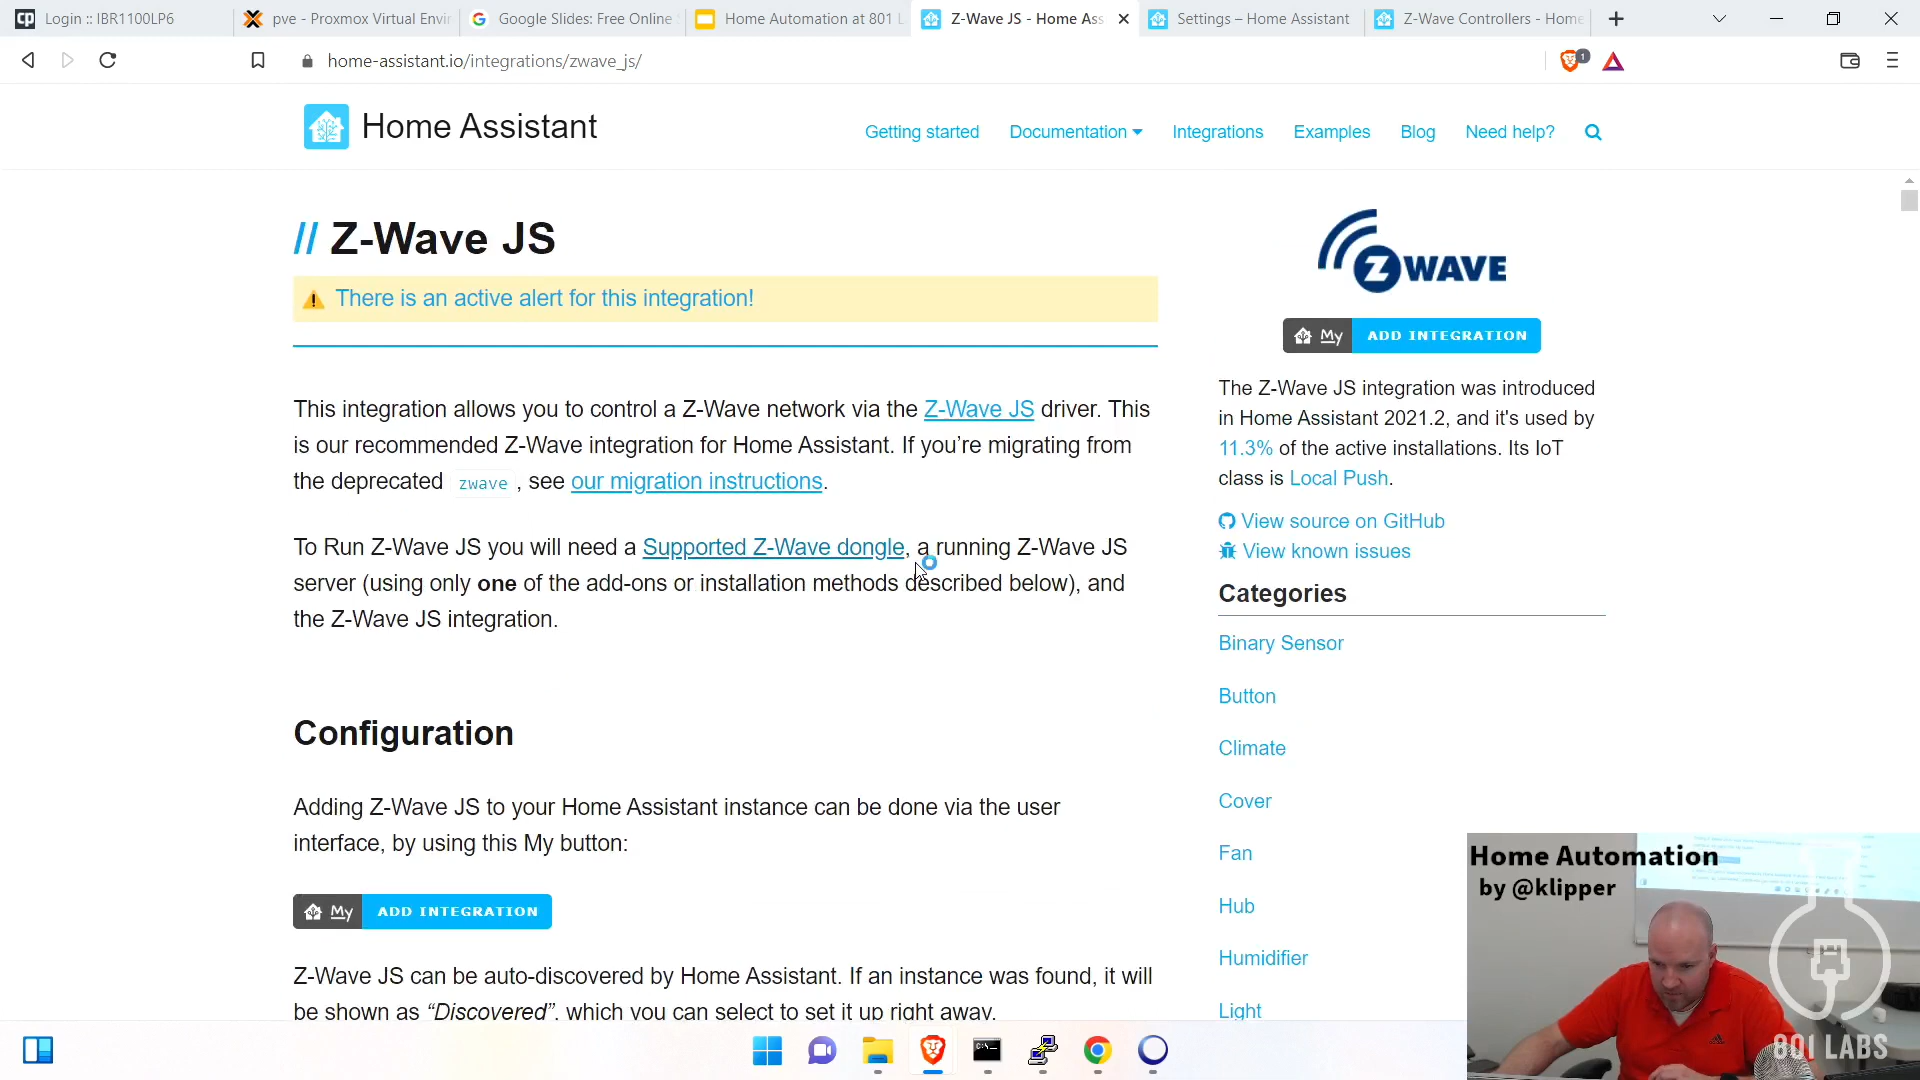 Login :: IBR1100LP6
pve - Proxmox Virtual Envir
Google Slides: Free Online
Home Automation at 801 L
Z-Wave JS - Home Ass
Settings – Home Assistant
Z-Wave Controllers - Home
home-assistant.io/integrations/zwave_js/
1
Home Assistant
Getting started
Documentation
Integrations
Examples
Blog
Need help?
// Z-Wave JS
There is an active alert for this integration!
This integration allows you to control a Z-Wave network via the Z-Wave JS driver. This
is our recommended Z-Wave integration for Home Assistant. If you’re migrating from
the deprecated zwave , see our migration instructions.
To Run Z-Wave JS you will need a Supported Z-Wave dongle, a running Z-Wave JS
server (using only one of the add-ons or installation methods described below), and
the Z-Wave JS integration.
Configuration
Adding Z-Wave JS to your Home Assistant instance can be done via the user
interface, by using this My button:
My ADD INTEGRATION
Z-Wave JS can be auto-discovered by Home Assistant. If an instance was found, it will
be shown as “Discovered”, which you can select to set it up right away.
Z WAVE
My ADD INTEGRATION
The Z-Wave JS integration was introduced
in Home Assistant 2021.2, and it's used by
11.3% of the active installations. Its IoT
class is Local Push.
View source on GitHub
View known issues
Categories
Binary Sensor
Button
Climate
Cover
Fan
Hub
Humidifier
Light
Home Automation
by @klipper
801 LABS